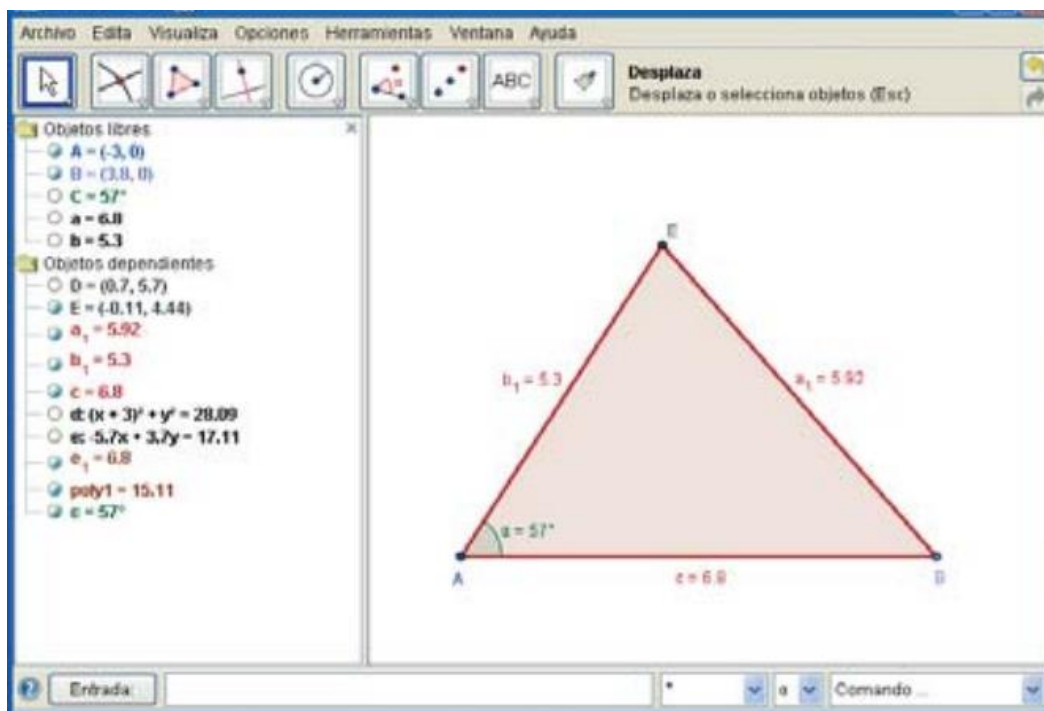 Archivo Edita Visualiza Opciones Herramientas Ventana Ayuda
ABC
Desplaza
Desplaza o selecciona objetos (Esc)
Objetos libres
A = (-3, 0)
B = (3.8, 0)
C = 57°
a = 6.8
b = 5.3
Objetos dependientes
D = (0.7, 5.7)
E = (-0.11, 4.44)
a₁ = 5.92
b₁ = 5.3
c = 6.8
d: (x + 3)² + y² = 28.09
e: -5.7x + 3.7y = 17.11
e₁ = 6.8
poly1 = 15.11
ε = 57°
E
b₁ = 5.3
a₁ = 5.92
α = 57°
A
c = 6.8
B
Entrada:
α
Comando ...